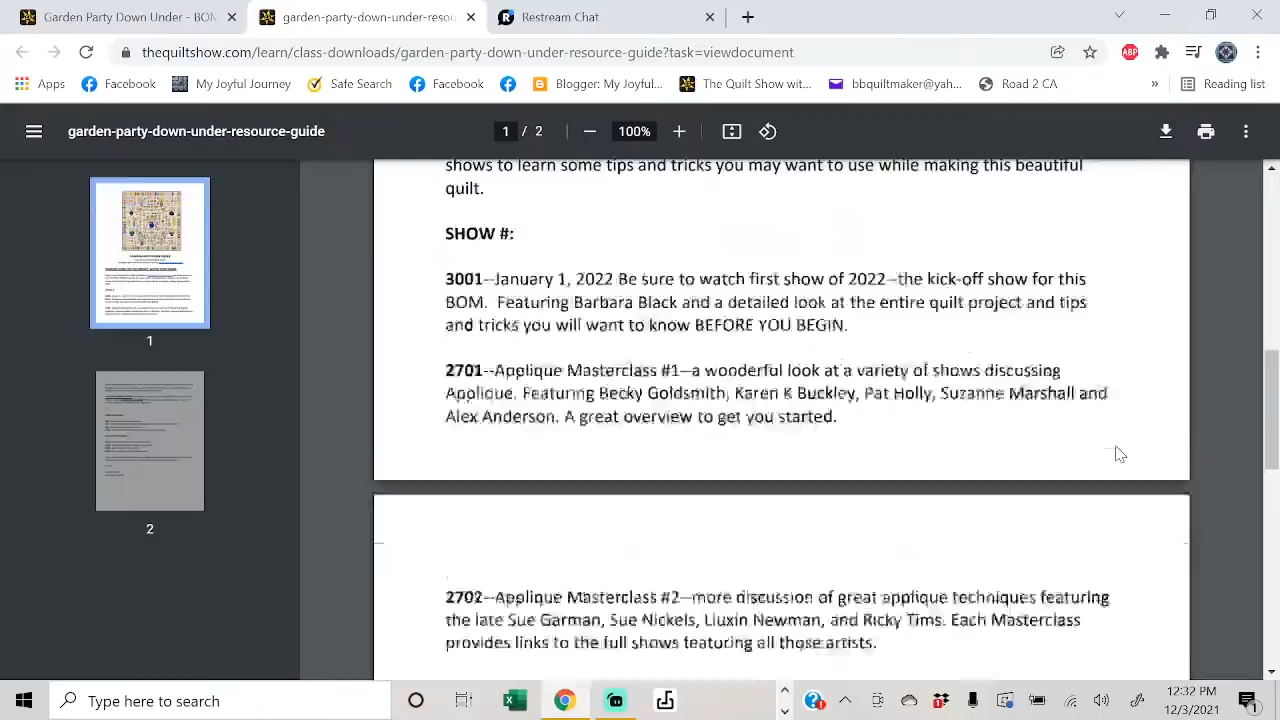 Garden Party Down Under - BOM
garden-party-down-under-resou
Restream Chat
thequiltshow.com/learn/class-downloads/garden-party-down-under-resource-guide?task=viewdocument
Apps Facebook My Joyful Journey Safe Search Facebook Blogger: My Joyful... The Quilt Show wit... bbquiltmaker@yah... Road 2 CA » Reading list
garden-party-down-under-resource-guide 1 / 2 100%
shows to learn some tips and tricks you may want to use while making this beautiful
quilt.
SHOW #:
3001--January 1, 2022 Be sure to watch first show of 2022—the kick-off show for this
BOM. Featuring Barbara Black and a detailed look at the entire quilt project and tips
and tricks you will want to know BEFORE YOU BEGIN.
2701--Applique Masterclass #1—a wonderful look at a variety of shows discussing
Applique. Featuring Becky Goldsmith, Karen K Buckley, Pat Holly, Suzanne Marshall and
Alex Anderson. A great overview to get you started.
2702--Applique Masterclass #2—more discussion of great applique techniques featuring
the late Sue Garman, Sue Nickels, Liuxin Newman, and Ricky Tims. Each Masterclass
provides links to the full shows featuring all those artists.
1
2
Type here to search
12:32 PM
12/3/2021